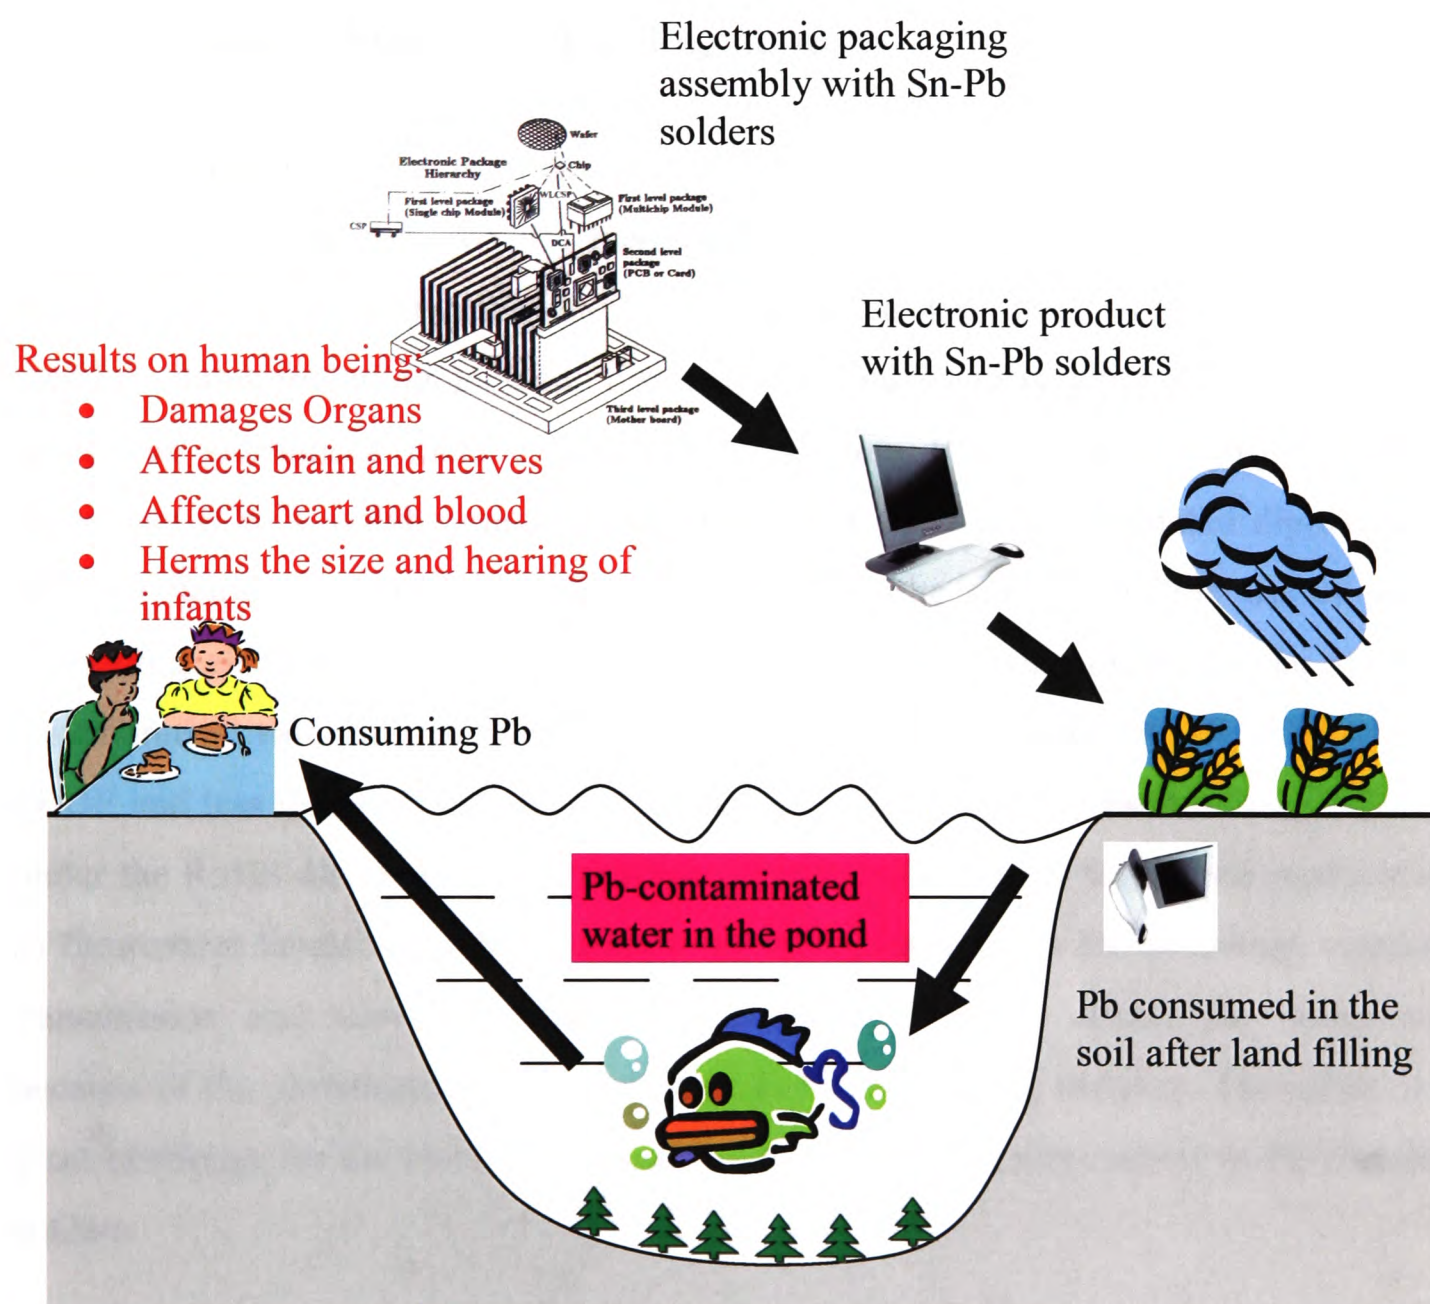 Electronic packaging
assembly with Sn-Pb
solders
Wafer
Chip
Electronic Package
Hierarchy
First level package
(Single chip Module)
WLCSP
First level package
(Multichip Module)
CSP
DCA
Second level
package
(PCB or Card)
Third level package
(Mother board)
Electronic product
with Sn-Pb solders
Results on human being:
• Damages Organs
• Affects brain and nerves
• Affects heart and blood
• Herms the size and hearing of
infants
Consuming Pb
Pb-contaminated
water in the pond
Pb consumed in the
soil after land filling